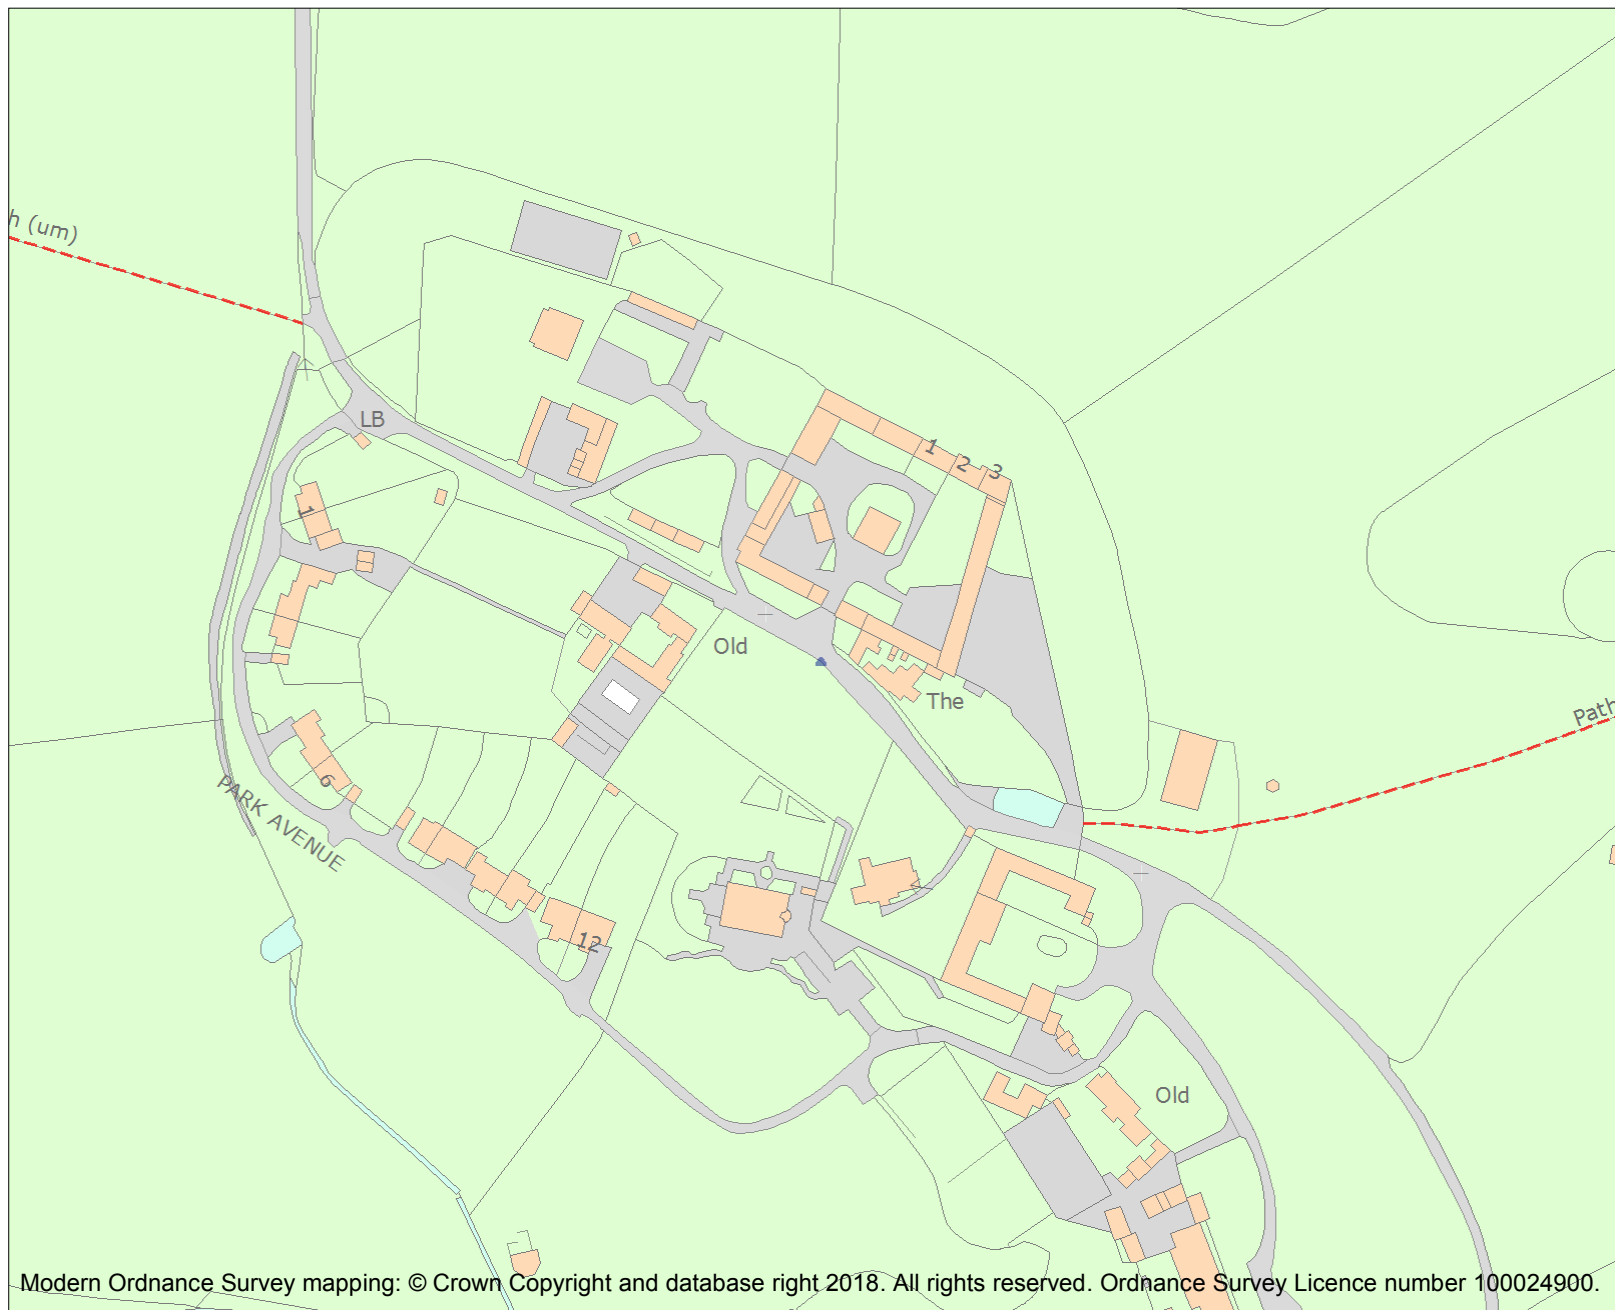 h (um)
LB
1
2
3
1
Old
The
Path
6
PARK AVENUE
12
Old
Modern Ordnance Survey mapping: © Crown Copyright and database right 2018. All rights reserved. Ordnance Survey Licence number 100024900.